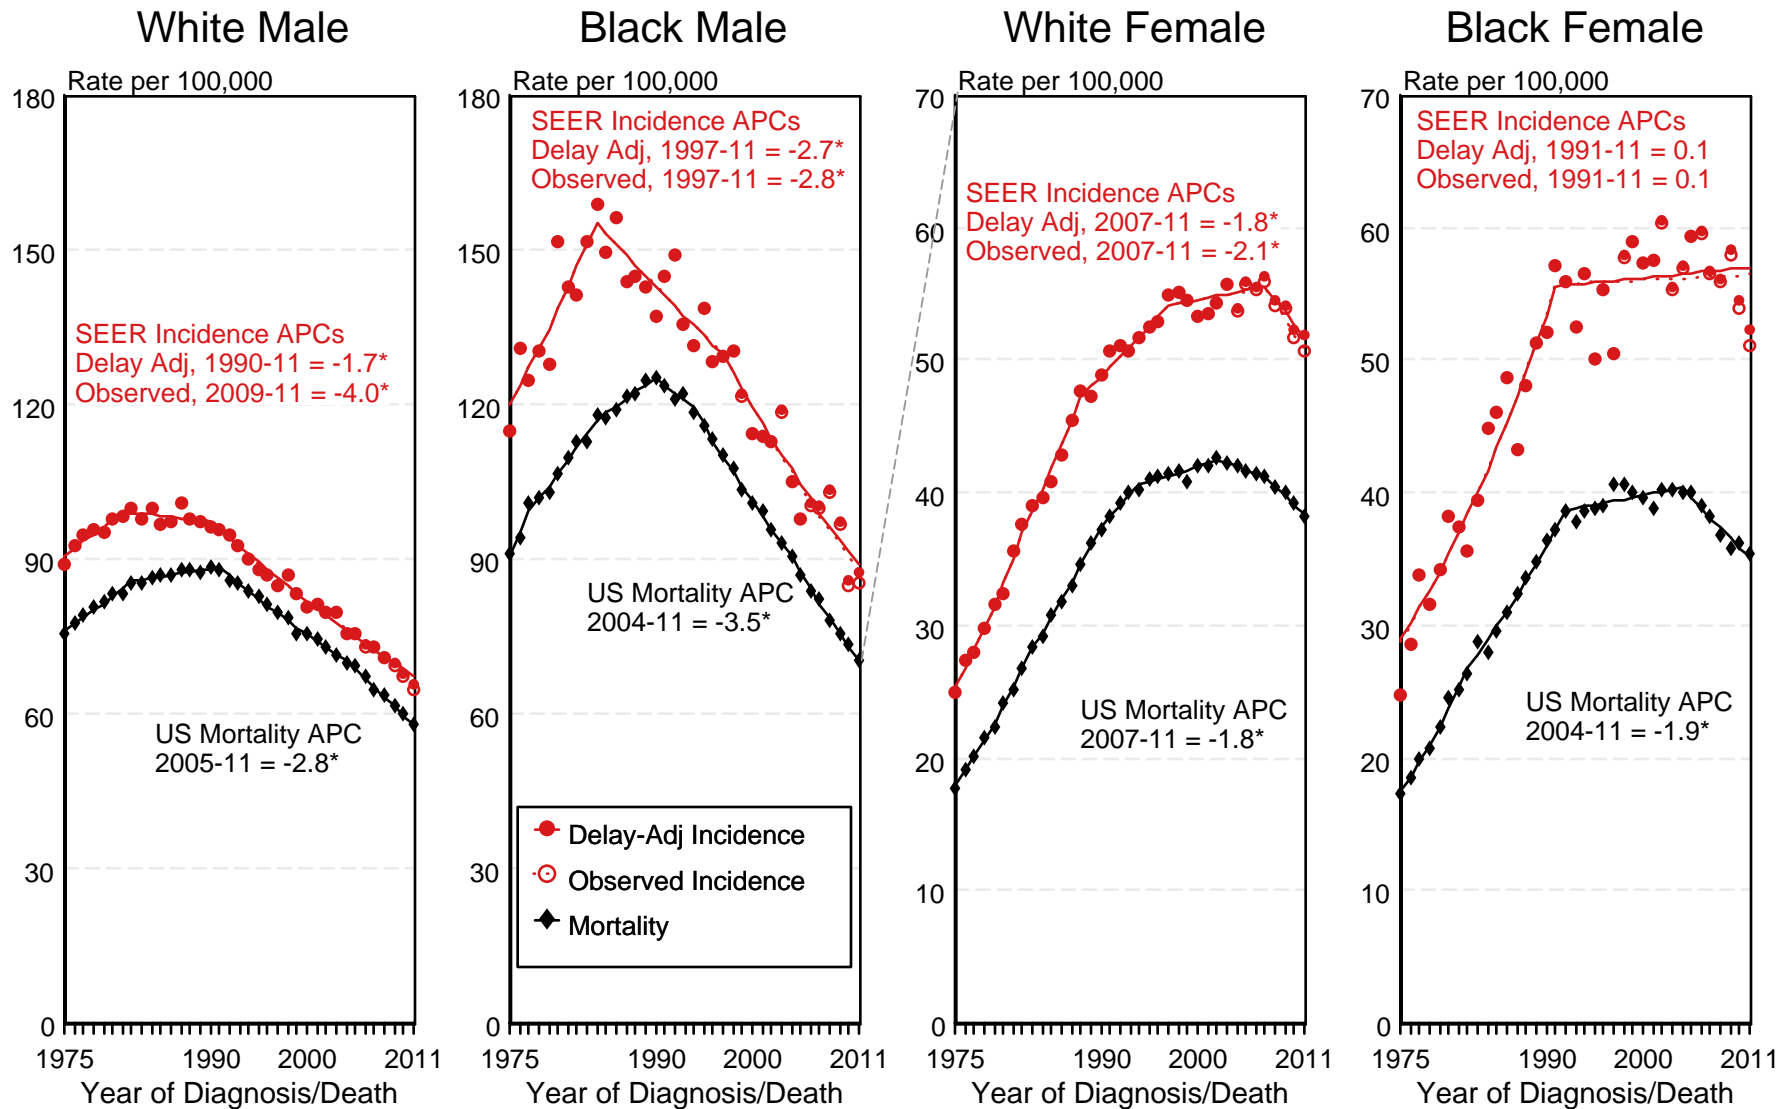 White Male
Rate per 100,000
180
150
120
90
60
30
0
SEER Incidence APCs
Delay Adj, 1990-11 = -1.7*
Observed, 2009-11 = -4.0*
US Mortality APC
2005-11 = -2.8*
1975
1990
2000
2011
Year of Diagnosis/Death
Black Male
Rate per 100,000
180
150
120
90
60
30
0
SEER Incidence APCs
Delay Adj, 1997-11 = -2.7*
Observed, 1997-11 = -2.8*
US Mortality APC
2004-11 = -3.5*
Delay-Adj Incidence
Observed Incidence
Mortality
1975
1990
2000
2011
Year of Diagnosis/Death
White Female
Rate per 100,000
70
60
50
40
30
20
10
0
SEER Incidence APCs
Delay Adj, 2007-11 = -1.8*
Observed, 2007-11 = -2.1*
US Mortality APC
2007-11 = -1.8*
1975
1990
2000
2011
Year of Diagnosis/Death
Black Female
Rate per 100,000
70
60
50
40
30
20
10
0
SEER Incidence APCs
Delay Adj, 1991-11 = 0.1
Observed, 1991-11 = 0.1
US Mortality APC
2004-11 = -1.9*
1975
1990
2000
2011
Year of Diagnosis/Death